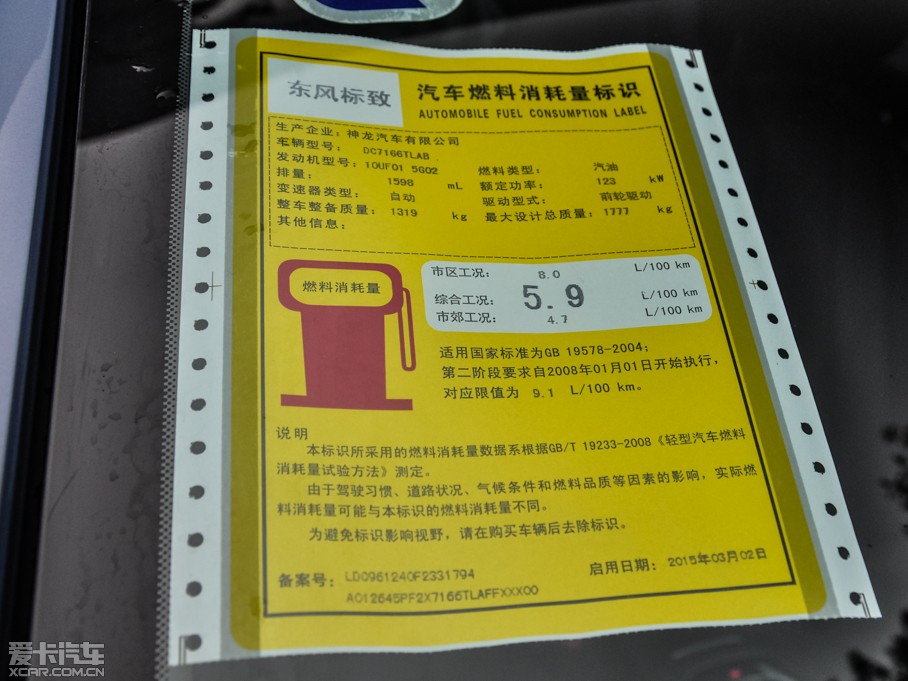 东风标致
汽车燃料消耗量标识
AUTOMOBILE FUEL CONSUMPTION LABEL
生产企业：神龙汽车有限公司
车辆型号： DC7166TLAB
发动机型号：10UF01 5G02 燃料类型： 汽油
排量： 1598 mL 额定功率： 123 kW
变速器类型： 自动 驱动型式： 前轮驱动
整车整备质量： 1319 kg 最大设计总质量： 1777 kg
其他信息：
燃料消耗量
市区工况： 8.0 L/100 km
综合工况： 5.9 L/100 km
市郊工况： 4.7 L/100 km
适用国家标准为GB 19578-2004；
第二阶段要求自2008年01月01日开始执行，
对应限值为 9.1 L/100 km。
说明
本标识所采用的燃料消耗量数据系根据GB/T 19233-2008《轻型汽车燃料
消耗量试验方法》测定。
由于驾驶习惯、道路状况、气候条件和燃料品质等因素的影响，实际燃
料消耗量可能与本标识的燃料消耗量不同。
为避免标识影响视野，请在购买车辆后去除标识。
备案号： LD0961240F2331794 启用日期： 2015年03月02日
A012645PF2X7166TLAFFXXX00
爱卡汽车
XCAR.COM.CN